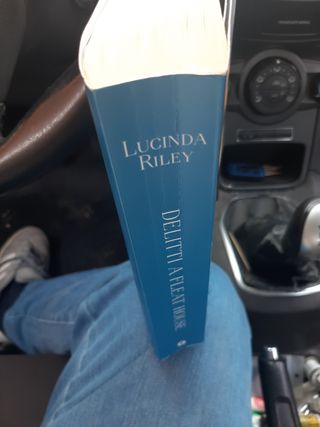 LUCINDA
RILEY
DELITTI A FLEAT HOUSE